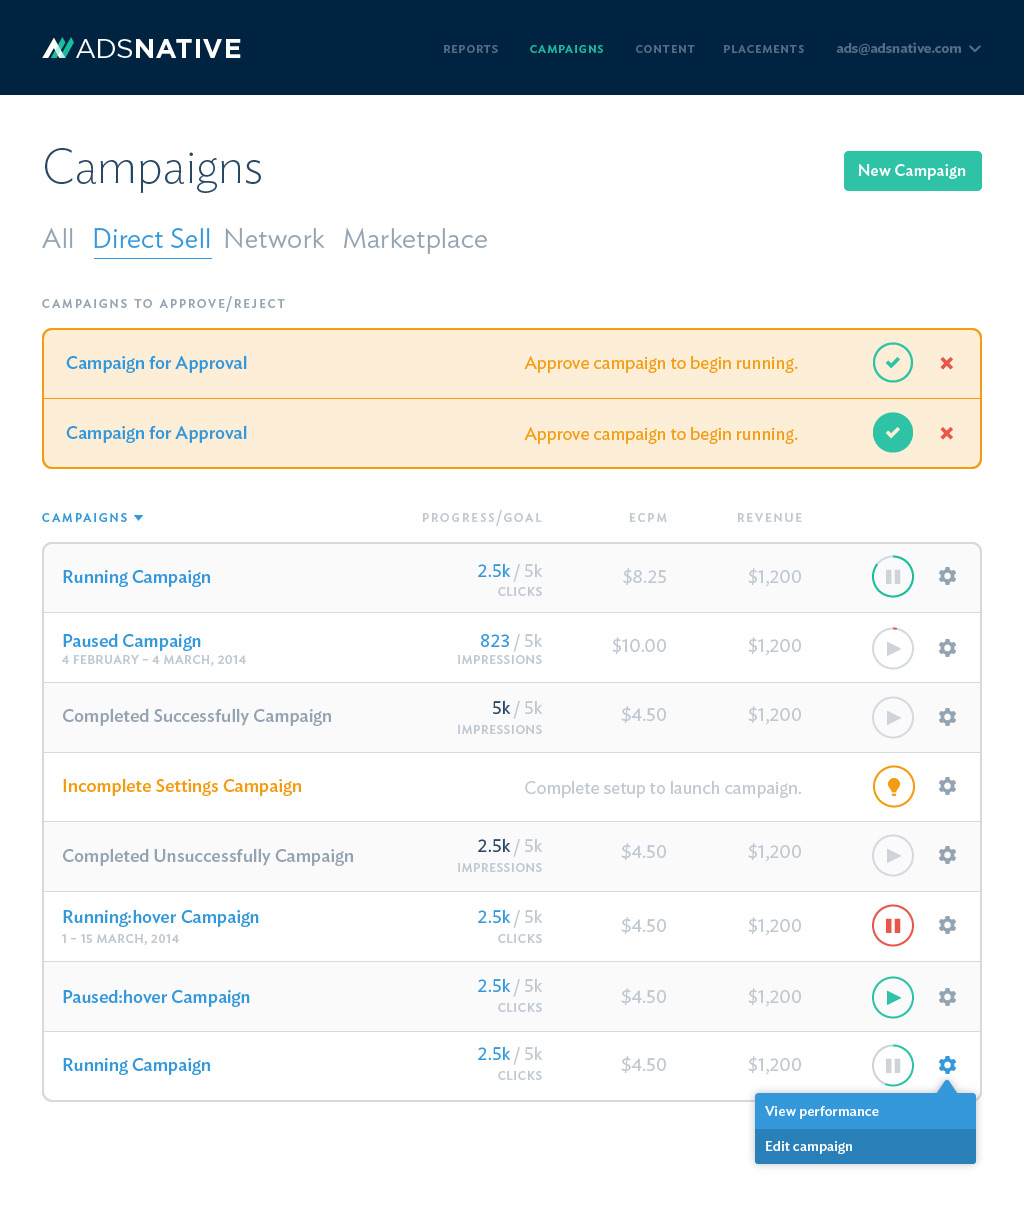 ADSNATIVE
REPORTS CAMPAIGNS CONTENT PLACEMENTS ads@adsnative.com
Campaigns
New Campaign
All Direct Sell Network Marketplace
CAMPAIGNS TO APPROVE/REJECT
Campaign for Approval Approve campaign to begin running.
Campaign for Approval Approve campaign to begin running.
CAMPAIGNS PROGRESS/GOAL ECPM REVENUE
Running Campaign 2.5k / 5k $8.25 $1,200
CLICKS
Paused Campaign 823 / 5k $10.00 $1,200
4 FEBRUARY – 4 MARCH, 2014 IMPRESSIONS
Completed Successfully Campaign 5k / 5k $4.50 $1,200
IMPRESSIONS
Incomplete Settings Campaign Complete setup to launch campaign.
Completed Unsuccessfully Campaign 2.5k / 5k $4.50 $1,200
IMPRESSIONS
Running:hover Campaign 2.5k / 5k $4.50 $1,200
1 – 15 MARCH, 2014 CLICKS
Paused:hover Campaign 2.5k / 5k $4.50 $1,200
CLICKS
Running Campaign 2.5k / 5k $4.50 $1,200
CLICKS
View performance
Edit campaign